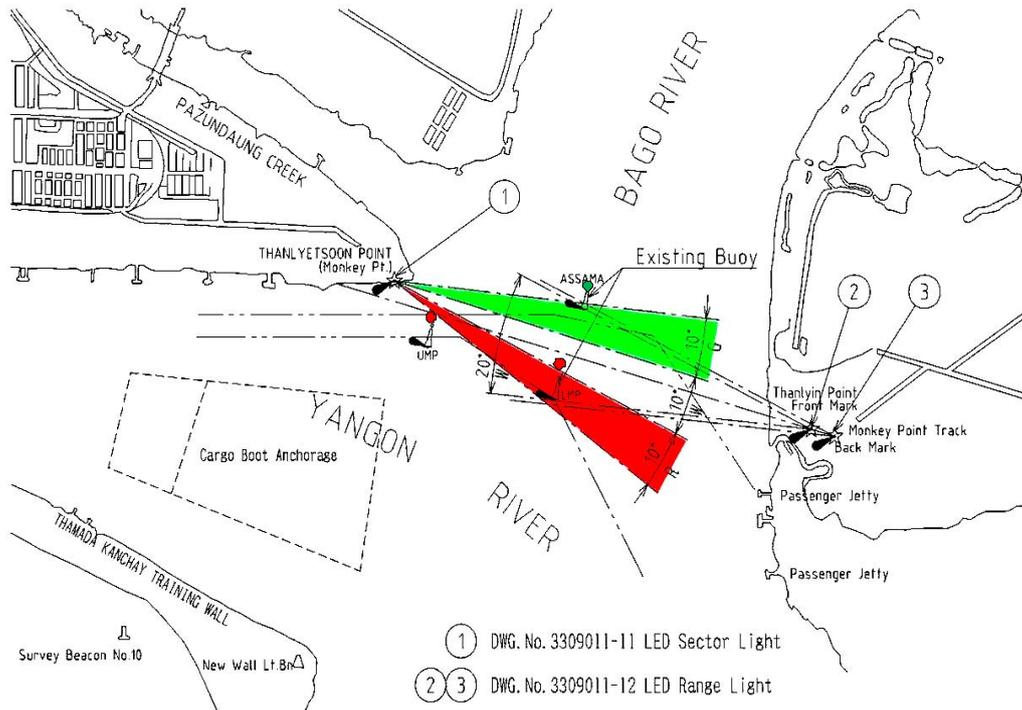 PAZUNDAUNG CREEK
BAGO RIVER
1
THANLYETSOON POINT
(Monkey Pt.)
ASSAMA
Existing Buoy
2
3
UMP
LMP
20°
W
10°
G
10°
W
10°
R
Thanlyin Point
Front Mark
Monkey Point Track
Back Mark
YANGON
RIVER
Cargo Boot Anchorage
Passenger Jetty
Passenger Jetty
THAMADA KANCHAY TRAINING WALL
Survey Beacon No.10
New Wall Lt.Bn
1 DWG. No. 3309011-11 LED Sector Light
2 3 DWG. No. 3309011-12 LED Range Light